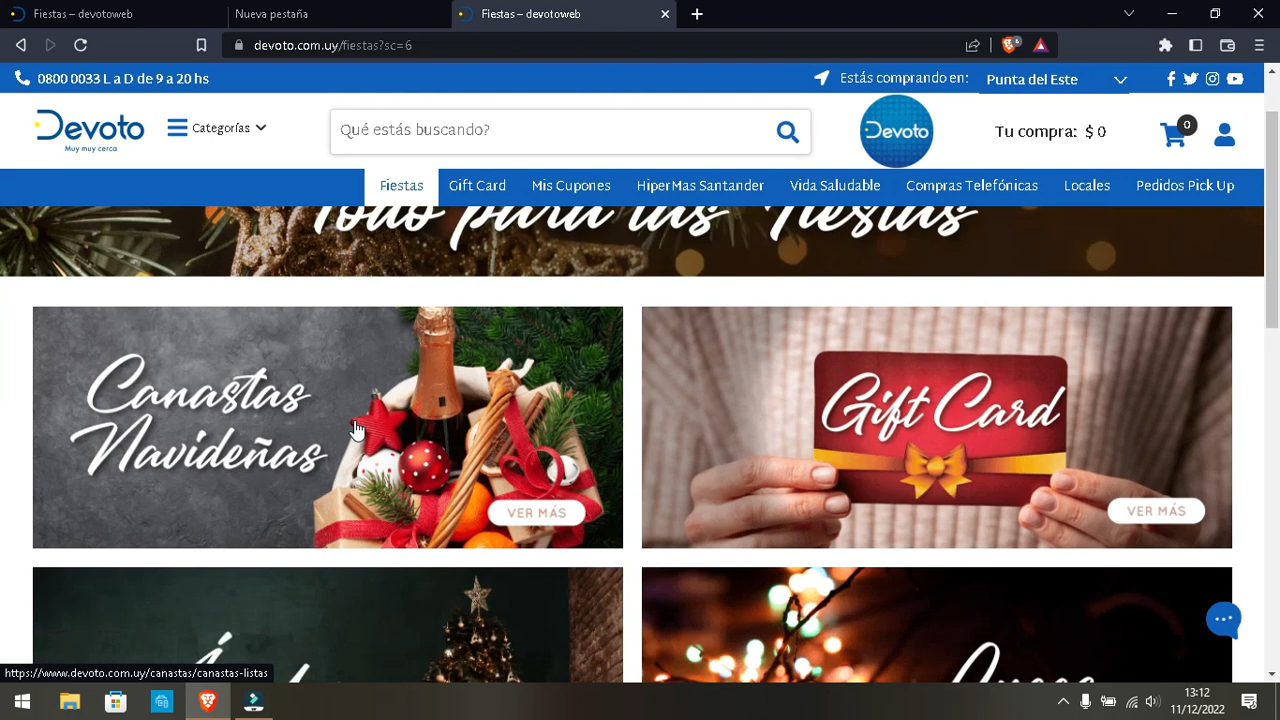 Fiestas – devotoweb
Nueva pestaña
Fiestas – devotoweb
devoto.com.uy/fiestas?sc=6
6
0800 0033 L a D de 9 a 20 hs
Estás comprando en:
Punta del Este
Devoto
Muy muy cerca
Categorías
Qué estás buscando?
Devoto
Tu compra: $ 0
0
Fiestas
Gift Card
Mis Cupones
HiperMas Santander
Vida Saludable
Compras Telefónicas
Locales
Pedidos Pick Up
Todo para las Fiestas
Canastas
Navideñas
VER MÁS
Gift Card
VER MÁS
https://www.devoto.com.uy/canastas/canastas-listas
13:12
11/12/2022